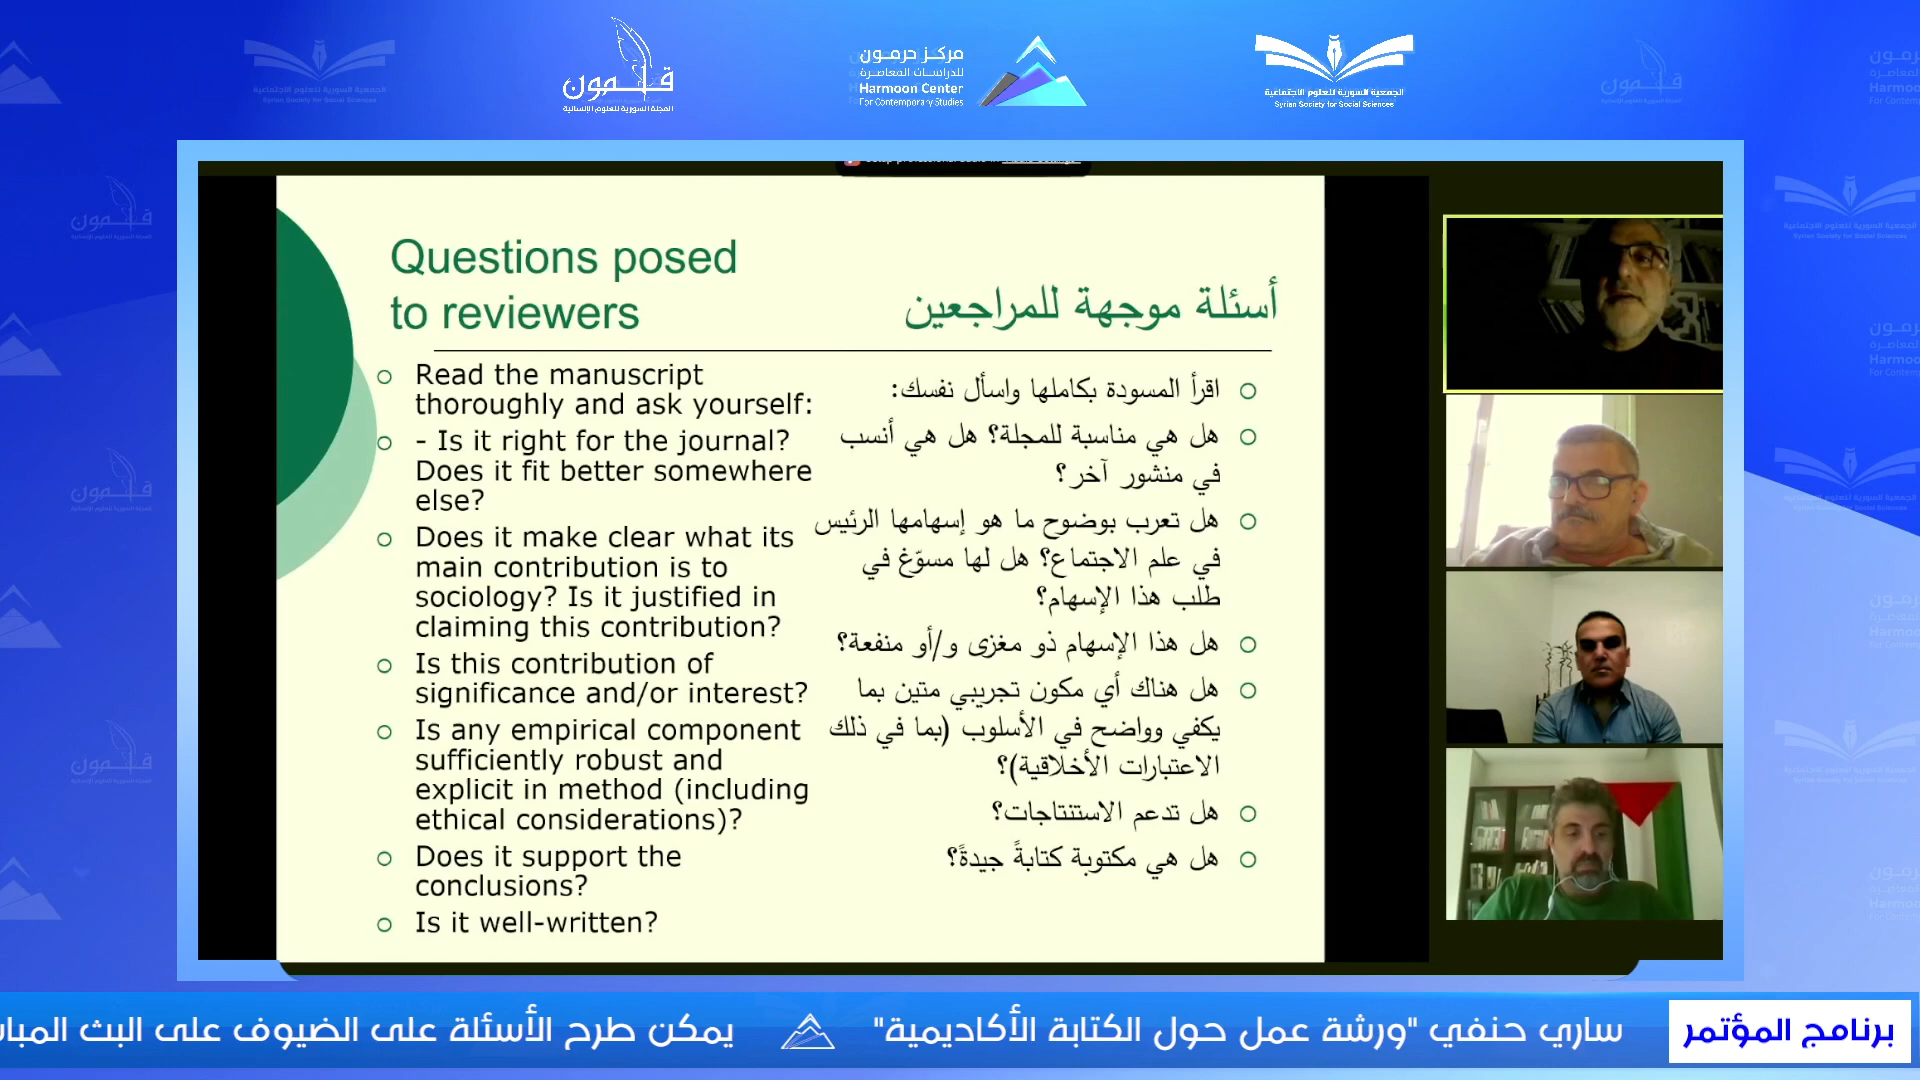 قلمون
المجلة السورية للعلوم الإنسانية
مركز حرمون
للدراسات المعاصرة
Harmoon Center
For Contemporary Studies
الجمعية السورية للعلوم الاجتماعية
Syrian Society for Social Sciences
Questions posed
to reviewers
أسئلة موجهة للمراجعين
Read the manuscript
thoroughly and ask yourself:
- Is it right for the journal?
Does it fit better somewhere
else?
Does it make clear what its
main contribution is to
sociology? Is it justified in
claiming this contribution?
Is this contribution of
significance and/or interest?
Is any empirical component
sufficiently robust and
explicit in method (including
ethical considerations)?
Does it support the
conclusions?
Is it well-written?
اقرأ المسودة بكاملها واسأل نفسك:
هل هي مناسبة للمجلة؟ هل هي أنسب
في منشور آخر؟
هل تعرب بوضوح ما هو إسهامها الرئيس
في علم الاجتماع؟ هل لها مسوّغ في
طلب هذا الإسهام؟
هل هذا الإسهام ذو مغزى و/أو منفعة؟
هل هناك أي مكون تجريبي متين بما
يكفي وواضح في الأسلوب (بما في ذلك
الاعتبارات الأخلاقية)؟
هل تدعم الاستنتاجات؟
هل هي مكتوبة كتابةً جيدةً؟
برنامج المؤتمر
ساري حنفي "ورشة عمل حول الكتابة الأكاديمية"
يمكن طرح الأسئلة على الضيوف على البث المبا